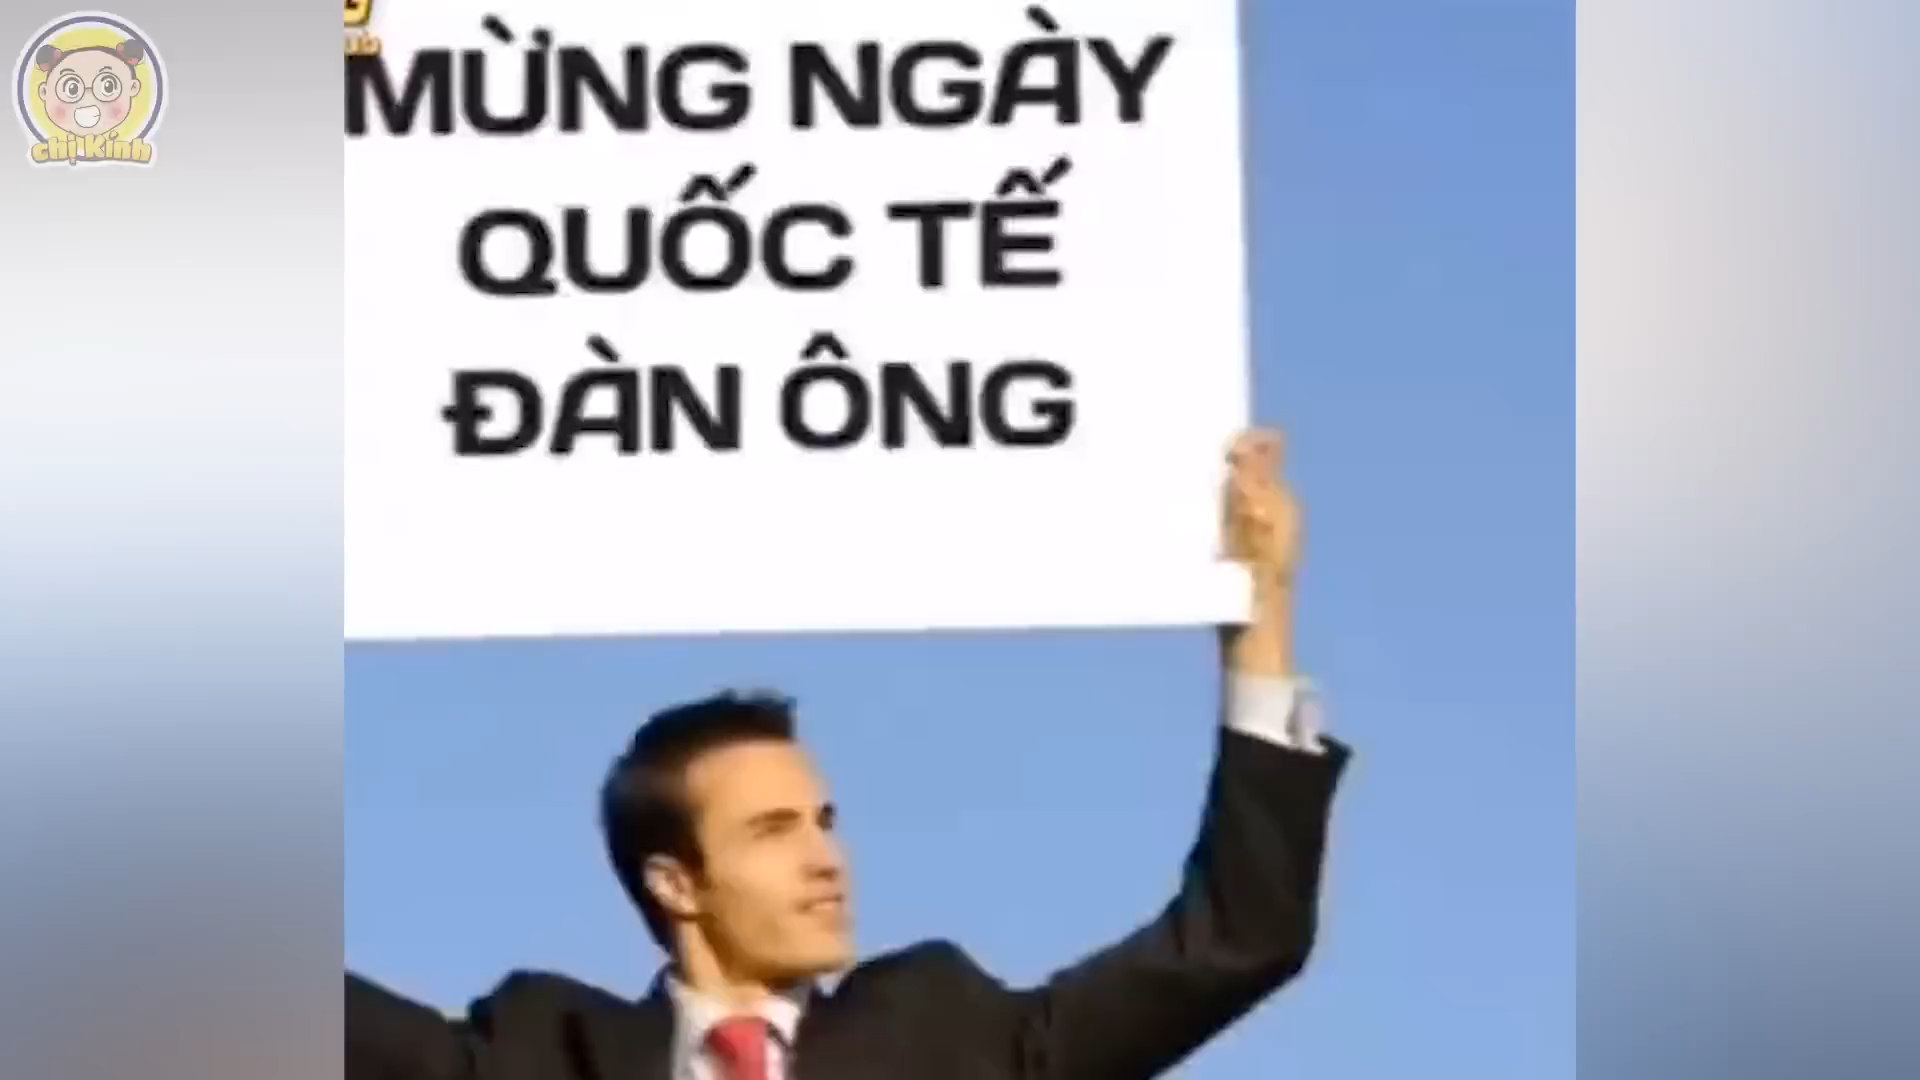 chị Kính
MỪNG NGÀY
QUỐC TẾ
ĐÀN ÔNG